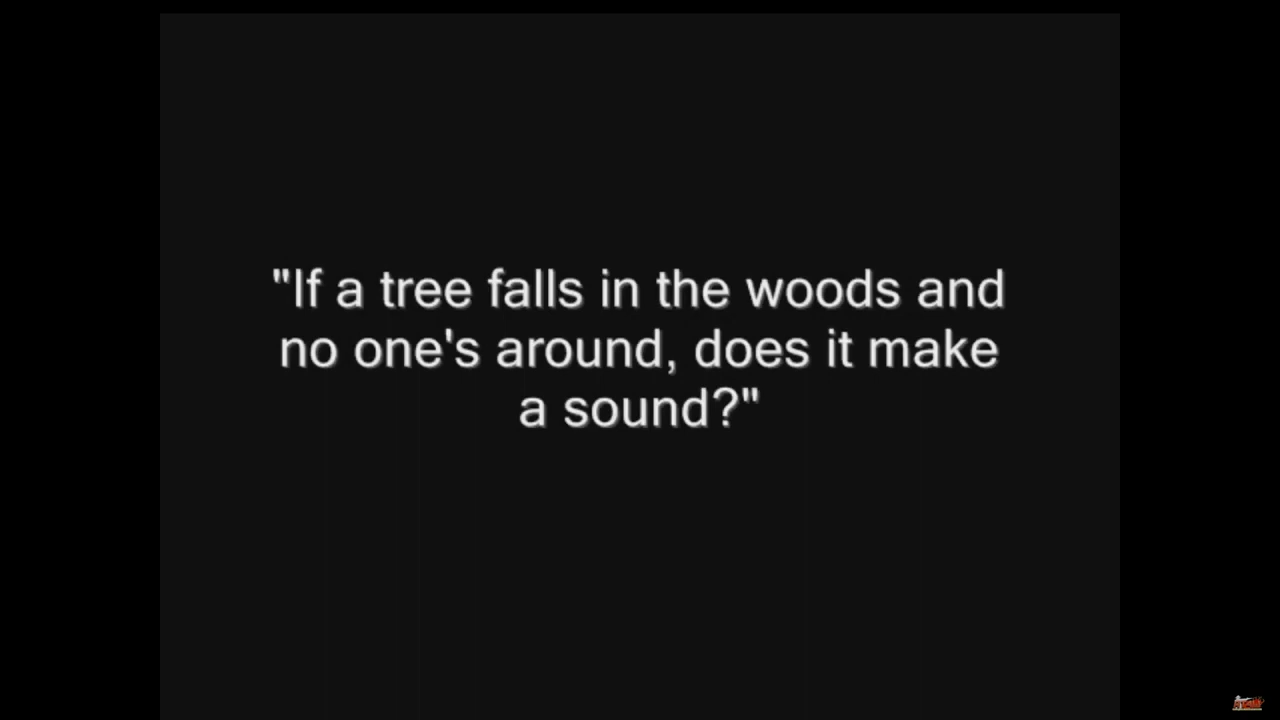 "If a tree falls in the woods and
no one's around, does it make
a sound?"